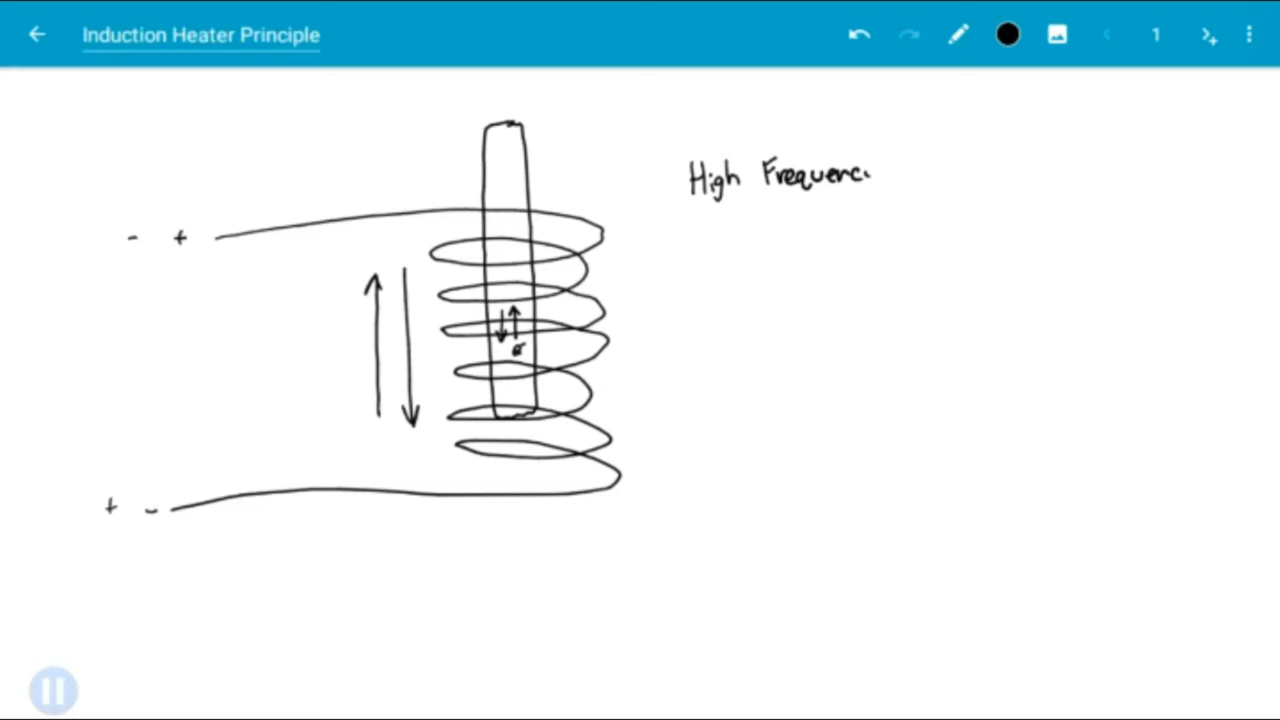 Induction Heater Principle
1
High Frequenc
- +
e
+ -